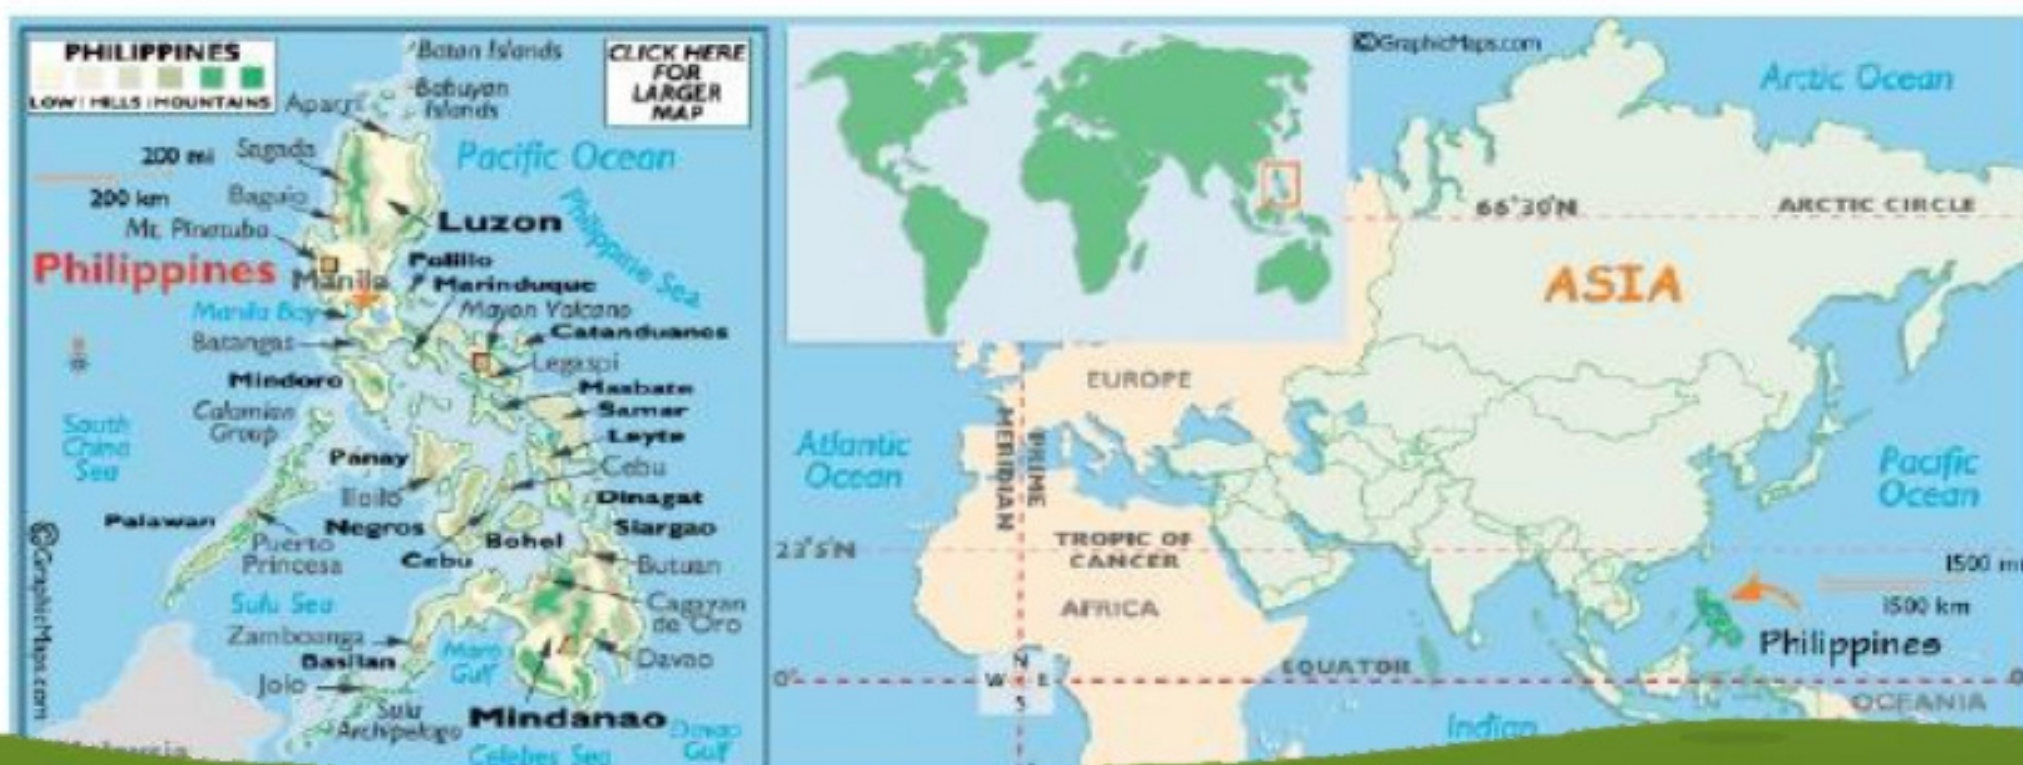 PHILIPPINES
LOW HILLS MOUNTAINS
Batan Islands
CLICK HERE
FOR
LARGER
MAP
Babuyan
Islands
Aparri
200 mi
Sagada
Pacific Ocean
200 km
Baguio
Luzon
Philippine Sea
Mt. Pinatubo
Philippines
Manila
Polillo
Marinduque
Manila Bay
Mayon Volcano
Catanduanes
Batangas
Legaspi
Mindoro
Masbate
Calamian
Group
Samar
South
China
Sea
Leyte
Panay
Cebu
Iloilo
Dinagat
Palawan
Negros
Siargao
Puerto
Princesa
Bohol
Cebu
Butuan
Sulu Sea
Cagayan
de Oro
Zamboanga
Moro
Gulf
Basilan
Davao
Jolo
Sulu
Archipelago
Mindanao
Davao
Gulf
Celebes Sea
Malaysia
©GraphicMaps.com
©GraphicMaps.com
Arctic Ocean
66°30'N
ARCTIC CIRCLE
ASIA
EUROPE
Atlantic
Ocean
PRIME
MERIDIAN
Pacific
Ocean
23°5'N
TROPIC OF
CANCER
1500 mi
1500 km
AFRICA
Philippines
0°
N
W E
S
EQUATOR
0
OCEANIA
Indian